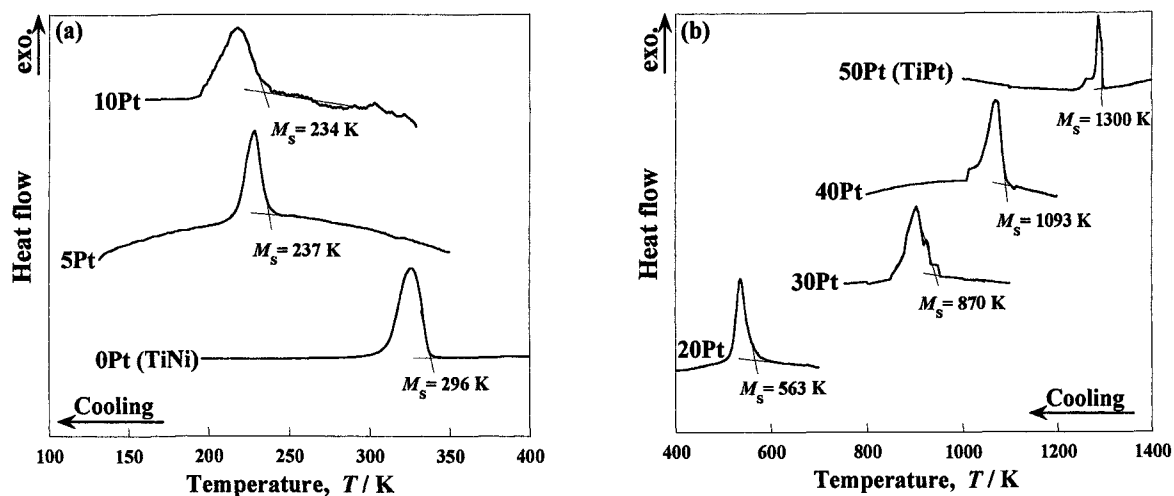 (a)
exo.
10Pt
Ms = 234 K
Heat flow
5Pt
Ms = 237 K
0Pt (TiNi)
Ms = 296 K
Cooling
100 150 200 250 300 350 400
Temperature, T / K
(b)
exo.
50Pt (TiPt)
Ms = 1300 K
Heat flow
40Pt
Ms = 1093 K
30Pt
Ms = 870 K
20Pt
Ms = 563 K
Cooling
400 600 800 1000 1200 1400
Temperature, T / K